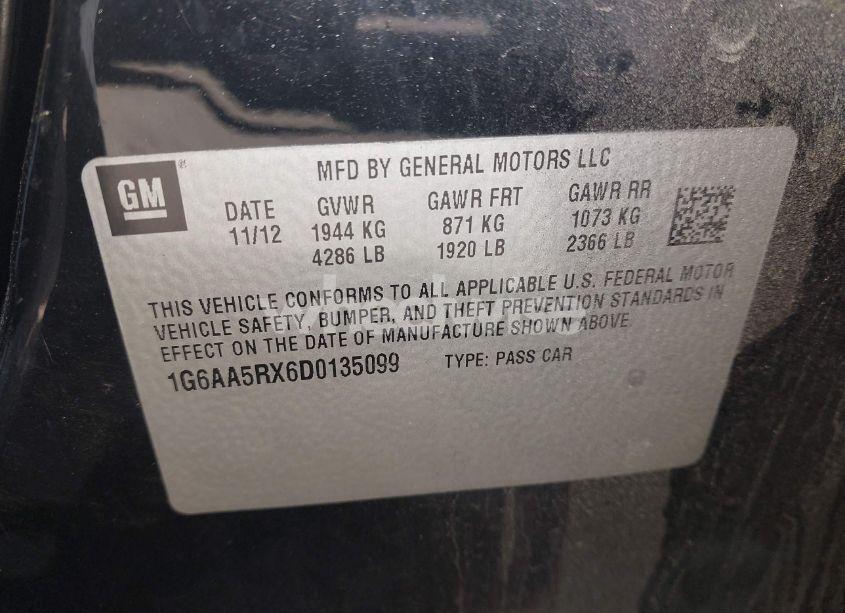 GM®
MFD BY GENERAL MOTORS LLC
DATE GVWR GAWR FRT GAWR RR
11/12 1944 KG 871 KG 1073 KG
4286 LB 1920 LB 2366 LB
THIS VEHICLE CONFORMS TO ALL APPLICABLE U.S. FEDERAL MOTOR
VEHICLE SAFETY, BUMPER, AND THEFT PREVENTION STANDARDS IN
EFFECT ON THE DATE OF MANUFACTURE SHOWN ABOVE
1G6AA5RX6D0135099 TYPE: PASS CAR